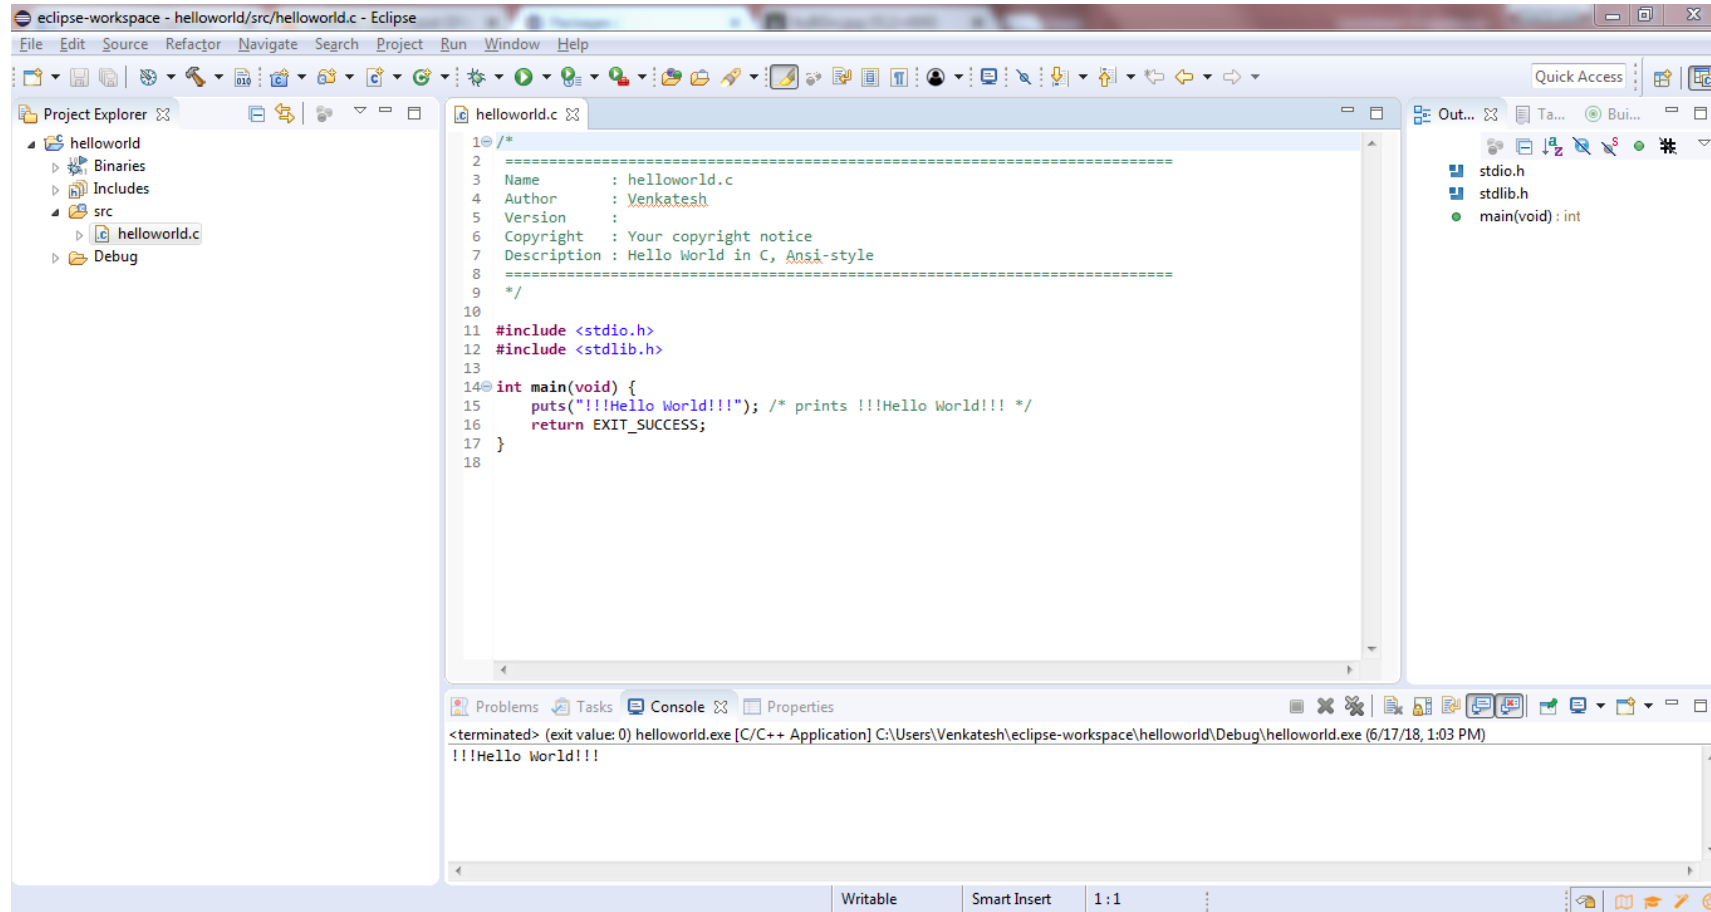 eclipse-workspace - helloworld/src/helloworld.c - Eclipse
File Edit Source Refactor Navigate Search Project Run Window Help
Quick Access
Project Explorer
helloworld
Binaries
Includes
src
helloworld.c
Debug
helloworld.c
1 /*
2 ============================================================================
3 Name        : helloworld.c
4 Author      : Venkatesh
5 Version     :
6 Copyright   : Your copyright notice
7 Description : Hello World in C, Ansi-style
8 ============================================================================
9 */
10
11 #include <stdio.h>
12 #include <stdlib.h>
13
14 int main(void) {
15     puts("!!!Hello World!!!"); /* prints !!!Hello World!!! */
16     return EXIT_SUCCESS;
17 }
18
Out... Ta... Bui...
stdio.h
stdlib.h
main(void) : int
Problems Tasks Console Properties
<terminated> (exit value: 0) helloworld.exe [C/C++ Application] C:\Users\Venkatesh\eclipse-workspace\helloworld\Debug\helloworld.exe (6/17/18, 1:03 PM)
!!!Hello World!!!
Writable Smart Insert 1 : 1